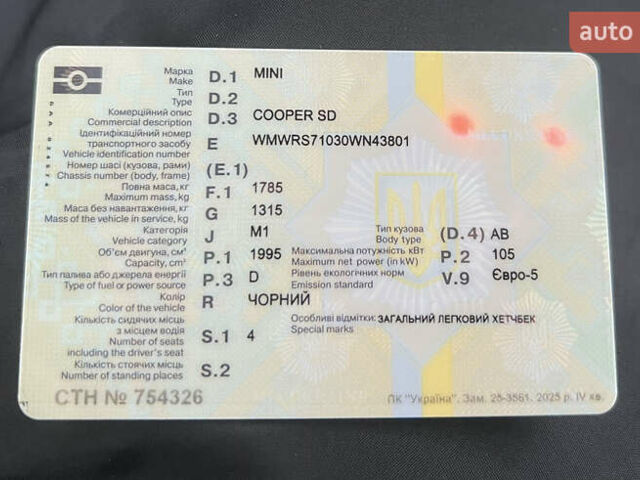 auto
Марка D.1 MINI
Make
Тип D.2
Type
Комерційний опис D.3 COOPER SD
Commercial description
Ідентифікаційний номер
транспортного засобу E WMWRS71030WN43801
Vehicle identification number
Номер шасі (кузова, рами) (E.1)
Chassis number (body, frame)
Повна маса, кг F.1 1785
Maximum mass, kg
Маса без навантаження, кг G 1315
Mass of the vehicle in service, kg
Категорія J M1 Тип кузова (D.4) AB
Vehicle category Body type
Об'єм двигуна, см³ P.1 1995 Максимальна потужність кВт P.2 105
Capacity, cm³ Maximum net power (in kW)
Тип палива або джерела енергії P.3 D Рівень екологічних норм V.9 Євро-5
Type of fuel or power source Emission standard
Колір R ЧОРНИЙ
Color of the vehicle
Кількість сидячих місць Особливі відмітки: ЗАГАЛЬНИЙ ЛЕГКОВИЙ ХЕТЧБЕК
з місцем водія S.1 4 Special marks
Number of seats
including the driver's seat
Кількість стоячих місць S.2
Number of standing places
СТН № 754326 ПК "Україна". Зам. 25-3561. 2025 р. IV кв.